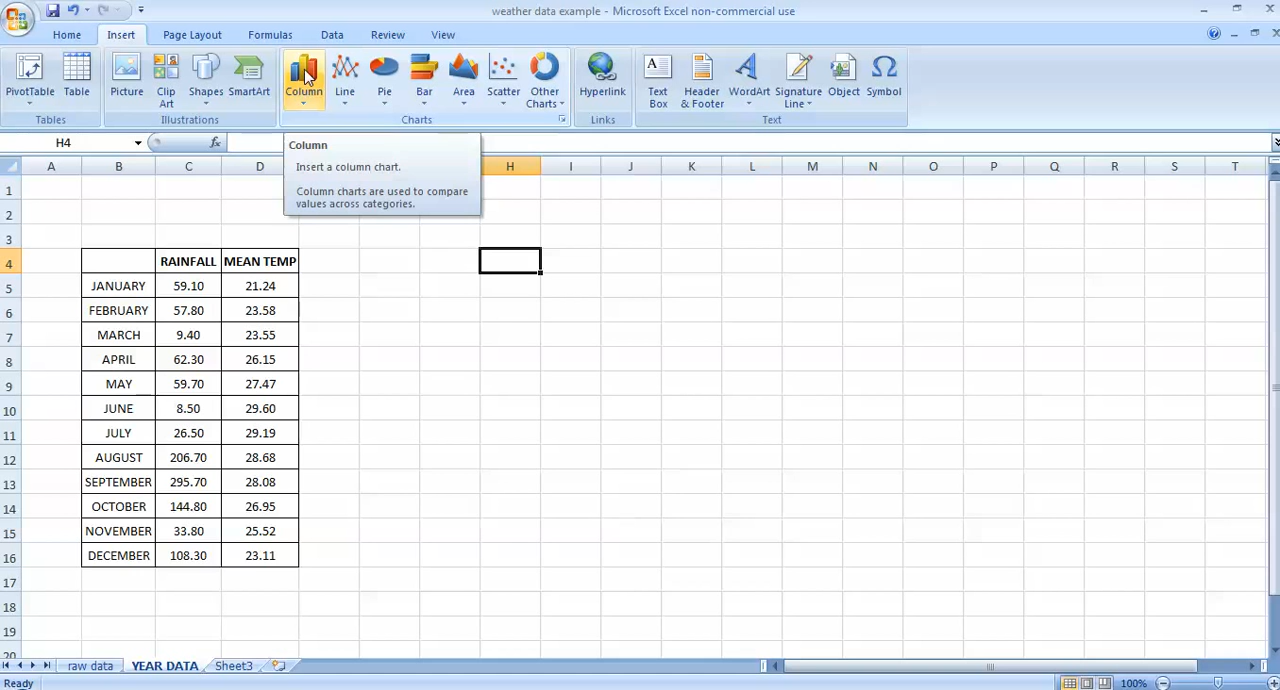 weather data example - Microsoft Excel non-commercial use
Home Insert Page Layout Formulas Data Review View
PivotTable Table Picture Clip Art Shapes SmartArt Column Line Pie Bar Area Scatter Other Charts Hyperlink Text Box Header & Footer WordArt Signature Line Object Symbol
Tables Illustrations Charts Links Text
H4 fx
Column
Insert a column chart.
Column charts are used to compare
values across categories.
A B C D H I J K L M N O P Q R S T
1
2
3
4 RAINFALL MEAN TEMP
5 JANUARY 59.10 21.24
6 FEBRUARY 57.80 23.58
7 MARCH 9.40 23.55
8 APRIL 62.30 26.15
9 MAY 59.70 27.47
10 JUNE 8.50 29.60
11 JULY 26.50 29.19
12 AUGUST 206.70 28.68
13 SEPTEMBER 295.70 28.08
14 OCTOBER 144.80 26.95
15 NOVEMBER 33.80 25.52
16 DECEMBER 108.30 23.11
17
18
19
20
raw data YEAR DATA Sheet3
Ready 100%